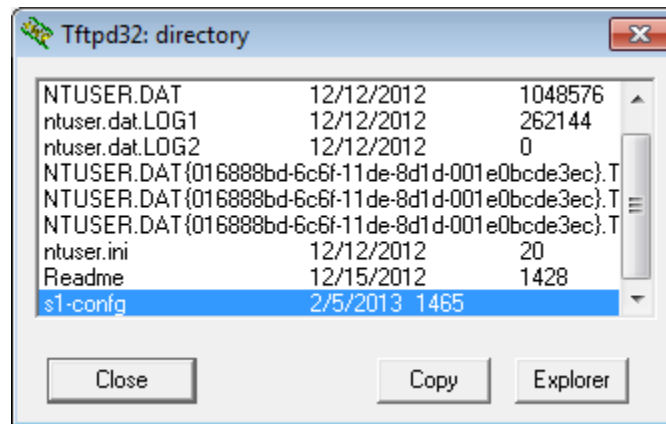 Tftpd32: directory
NTUSER.DAT 12/12/2012 1048576
ntuser.dat.LOG1 12/12/2012 262144
ntuser.dat.LOG2 12/12/2012 0
NTUSER.DAT{016888bd-6c6f-11de-8d1d-001e0bcde3ec}.T
NTUSER.DAT{016888bd-6c6f-11de-8d1d-001e0bcde3ec}.T
NTUSER.DAT{016888bd-6c6f-11de-8d1d-001e0bcde3ec}.T
ntuser.ini 12/12/2012 20
Readme 12/15/2012 1428
s1-confg 2/5/2013 1465
Close Copy Explorer